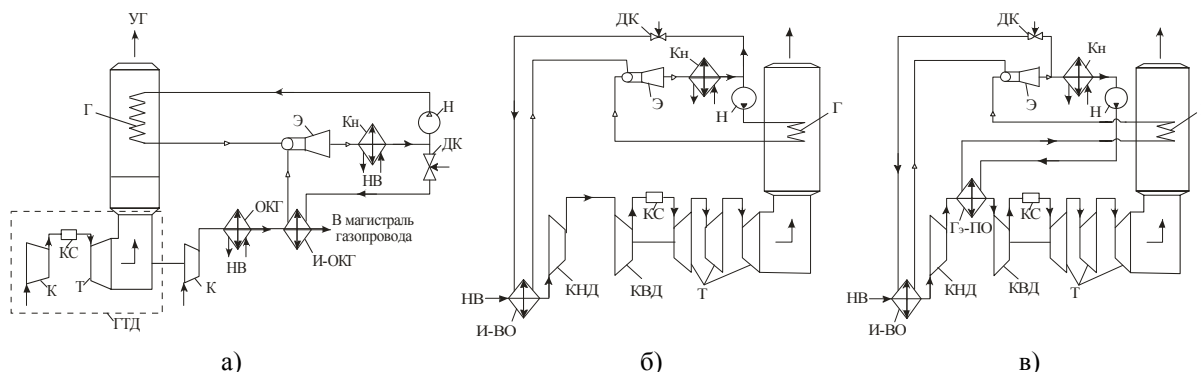 УГ
Г
Э
Кн
НВ
Н
ДК
ОКГ
НВ
И-ОКГ
В магистраль
газопровода
КС
К
Т
К
ГТД
а)
ДК
Кн
Э
Н
Г
КС
КНД
КВД
Т
НВ
И-ВО
б)
ДК
Кн
Э
Н
Г
Гэ-ПО
КС
КНД
КВД
Т
НВ
И-ВО
в)